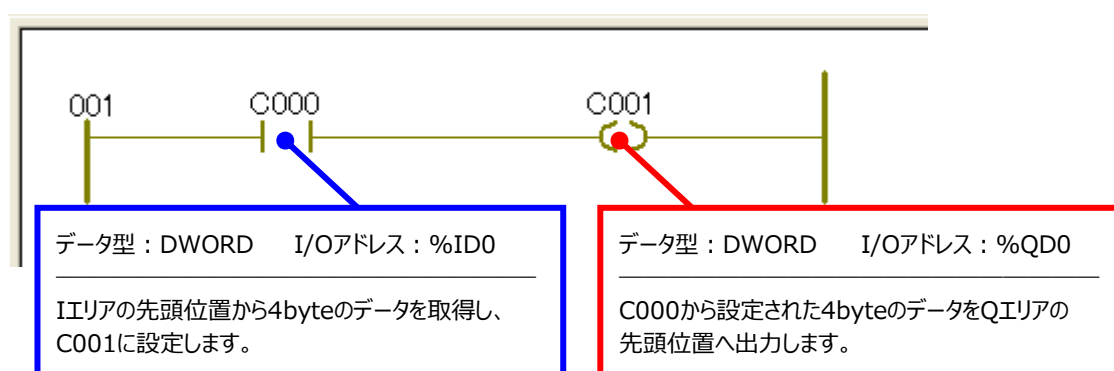 001 C000 C001
データ型：DWORD I/Oアドレス：%ID0
Iエリアの先頭位置から4byteのデータを取得し、
C001に設定します。
データ型：DWORD I/Oアドレス：%QD0
C000から設定された4byteのデータをQエリアの
先頭位置へ出力します。